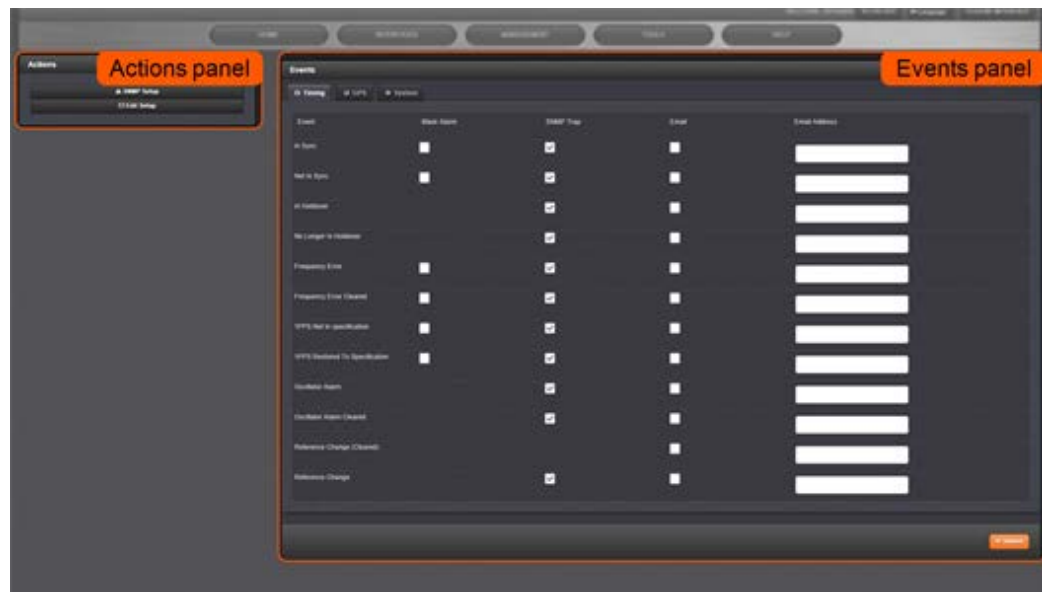 HOME INTERFACES MANAGEMENT TOOLS HELP
Actions
Actions panel
SNMP Setup
Email Setup
Events
Events panel
Timing GPS System
Event Mask Alarm SNMP Trap Email Email Address
In Sync
Not In Sync
In Holdover
No Longer In Holdover
Frequency Error
Frequency Error Cleared
1PPS Not In specification
1PPS Restored To Specification
Oscillator Alarm
Oscillator Alarm Cleared
Reference Change (Cleared)
Reference Change
Submit